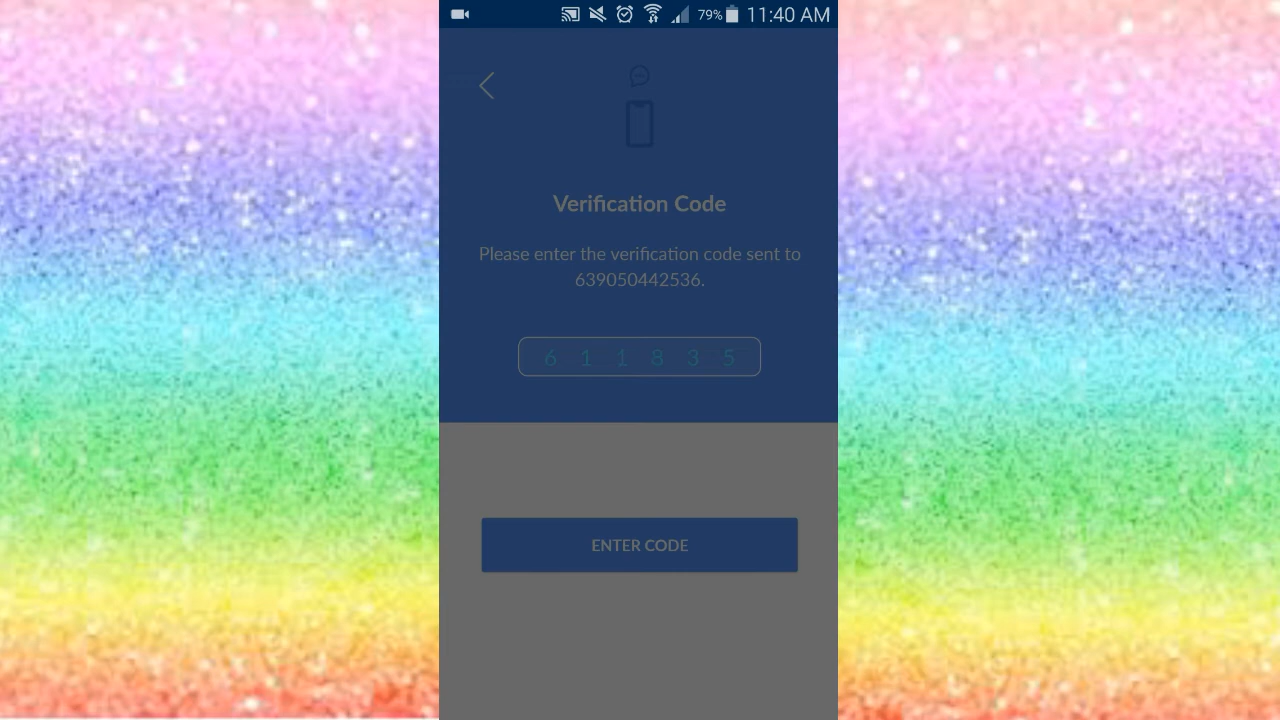 79% 11:40 AM
Verification Code
Please enter the verification code sent to
639050442536.
6 1 1 8 3 5
ENTER CODE